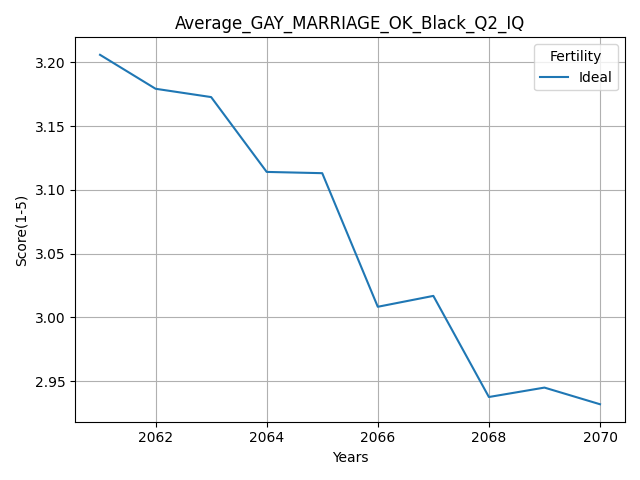 Average_GAY_MARRIAGE_OK_Black_Q2_IQ
Fertility
Ideal
3.20
3.15
3.10
3.05
3.00
2.95
Score(1-5)
2062
2064
2066
2068
2070
Years